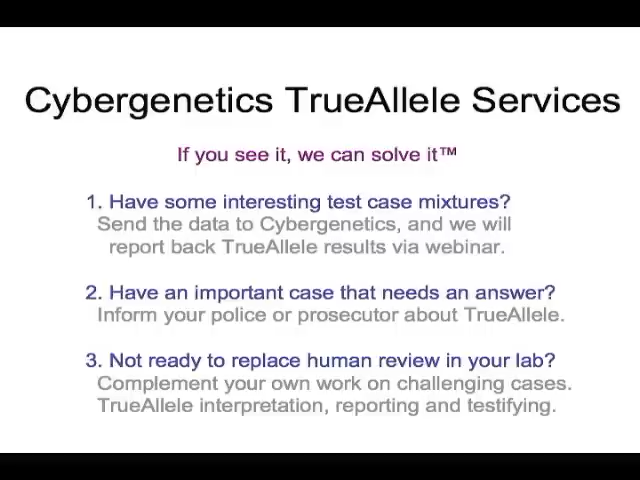 Cybergenetics TrueAllele Services
If you see it, we can solve it™
1. Have some interesting test case mixtures?
Send the data to Cybergenetics, and we will
report back TrueAllele results via webinar.
2. Have an important case that needs an answer?
Inform your police or prosecutor about TrueAllele.
3. Not ready to replace human review in your lab?
Complement your own work on challenging cases.
TrueAllele interpretation, reporting and testifying.